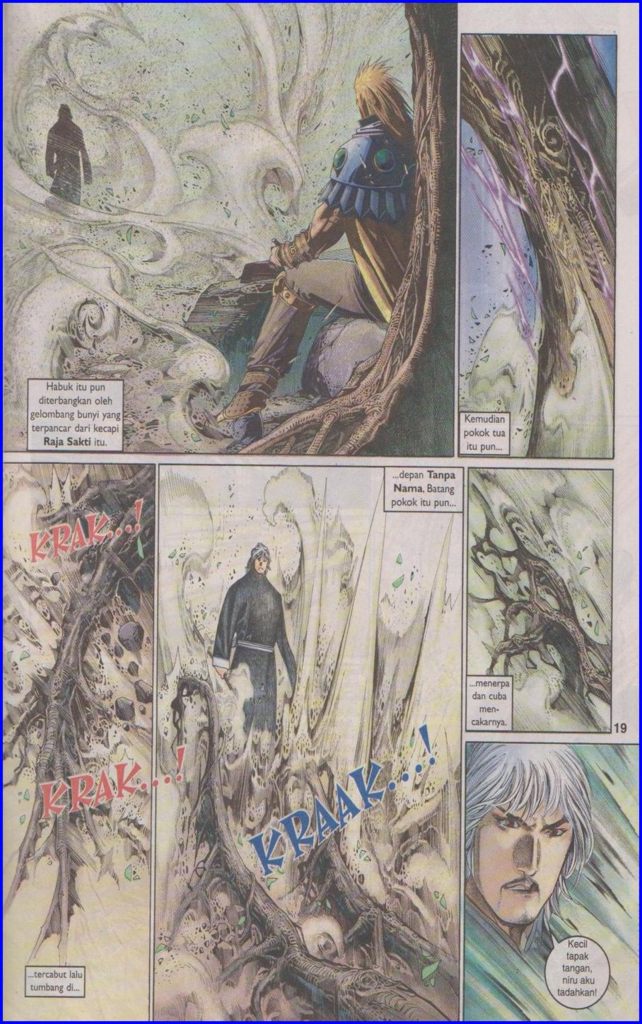 Habuk itu pun
diterbangkan oleh
gelombang bunyi yang
terpancar dari kecapi
Raja Sakti itu.
Kemudian
pokok tua
itu pun...
KRAK...!
KRAK...!
...tercabut lalu
tumbang di...
...depan Tanpa
Nama. Batang
pokok itu pun...
KRAAK...!
...menerpa
dan cuba
men-
cakarnya.
19
Kecil
tapak
tangan,
niru aku
tadahkan!